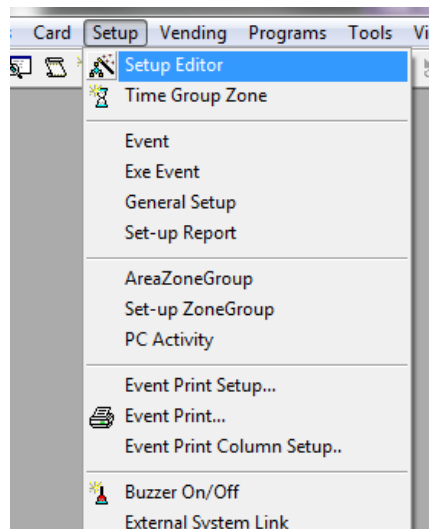 Card Setup Vending Programs Tools Vi
Setup Editor
Time Group Zone
Event
Exe Event
General Setup
Set-up Report
AreaZoneGroup
Set-up ZoneGroup
PC Activity
Event Print Setup...
Event Print...
Event Print Column Setup..
Buzzer On/Off
External System Link